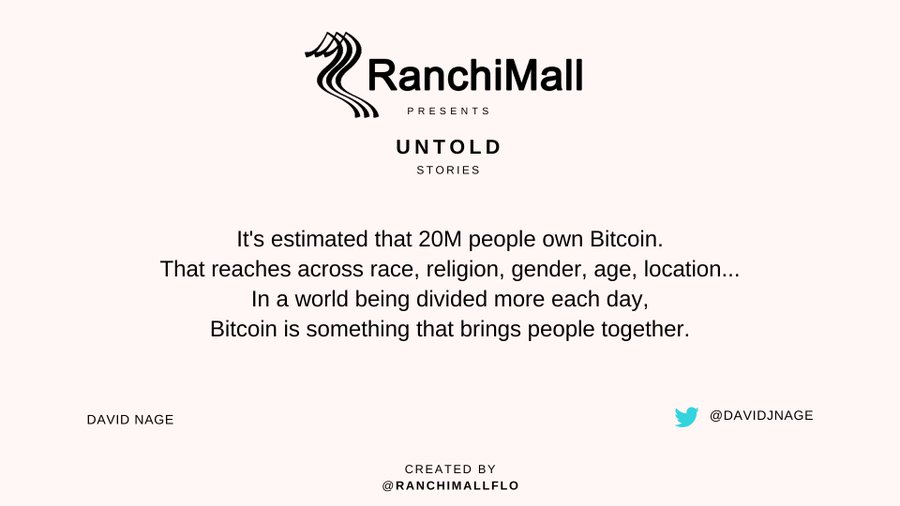 RanchiMall
PRESENTS
UNTOLD
STORIES
It's estimated that 20M people own Bitcoin.
That reaches across race, religion, gender, age, location...
In a world being divided more each day,
Bitcoin is something that brings people together.
DAVID NAGE
@DAVIDJNAGE
CREATED BY
@RANCHIMALLFLO